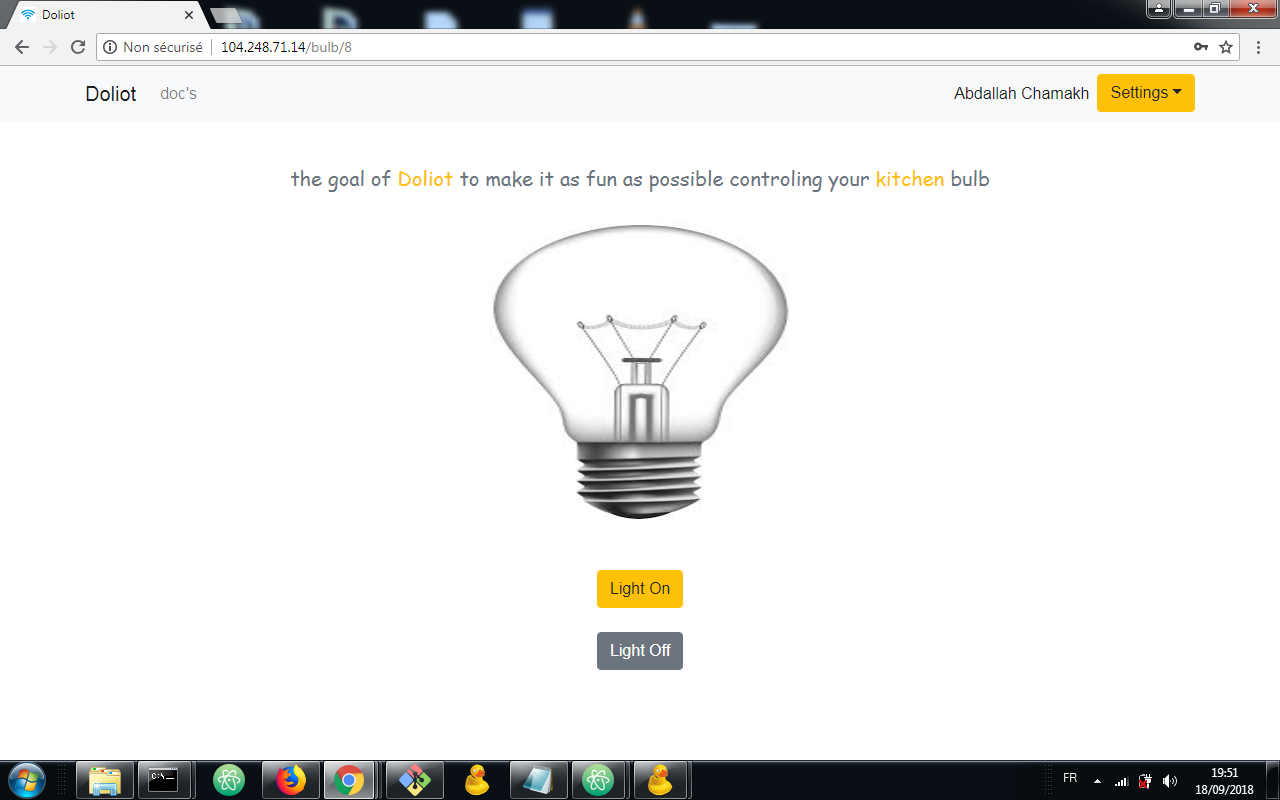 Doliot
Non sécurisé 104.248.71.14/bulb/8
Doliot doc's Abdallah Chamakh Settings
the goal of Doliot to make it as fun as possible controling your kitchen bulb
Light On
Light Off
C:\._
FR 19:51
18/09/2018